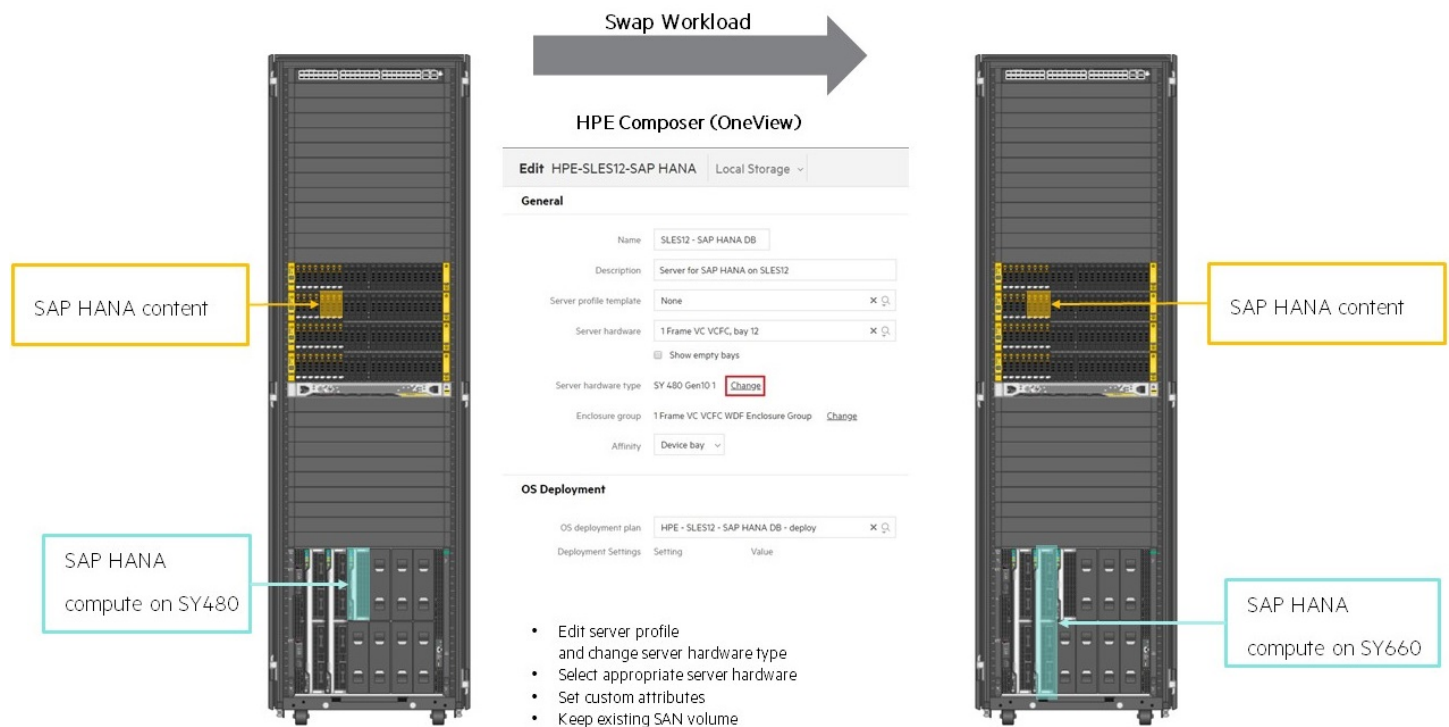 Swap Workload
HPE Composer (OneView)
Edit HPE-SLES12-SAP HANA Local Storage
General
Name SLES12 - SAP HANA DB
Description Server for SAP HANA on SLES12
Server profile template None
Server hardware 1 Frame VC VCFC, bay 12
Show empty bays
Server hardware type SY 480 Gen10 1 Change
Enclosure group 1 Frame VC VCFC WDF Enclosure Group Change
Affinity Device bay
OS Deployment
OS deployment plan HPE - SLES12 - SAP HANA DB - deploy
Deployment Settings Setting Value
• Edit server profile
and change server hardware type
• Select appropriate server hardware
• Set custom attributes
• Keep existing SAN volume
SAP HANA content
SAP HANA
compute on SY480
SAP HANA content
SAP HANA
compute on SY660